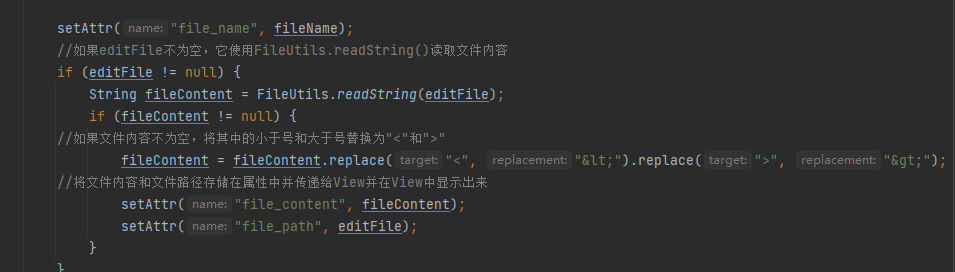 setAttr( name: "file_name", fileName);
//如果editFile不为空，它使用FileUtils.readString()读取文件内容
if (editFile != null) {
String fileContent = FileUtils.readString(editFile);
if (fileContent != null) {
//如果文件内容不为空，将其中的小于号和大于号替换为"<"和">"
fileContent = fileContent.replace( target: "<", replacement: "&lt;").replace( target: ">", replacement: "&gt;");
//将文件内容和文件路径存储在属性中并传递给View并在View中显示出来
setAttr( name: "file_content", fileContent);
setAttr( name: "file_path", editFile);
}
}